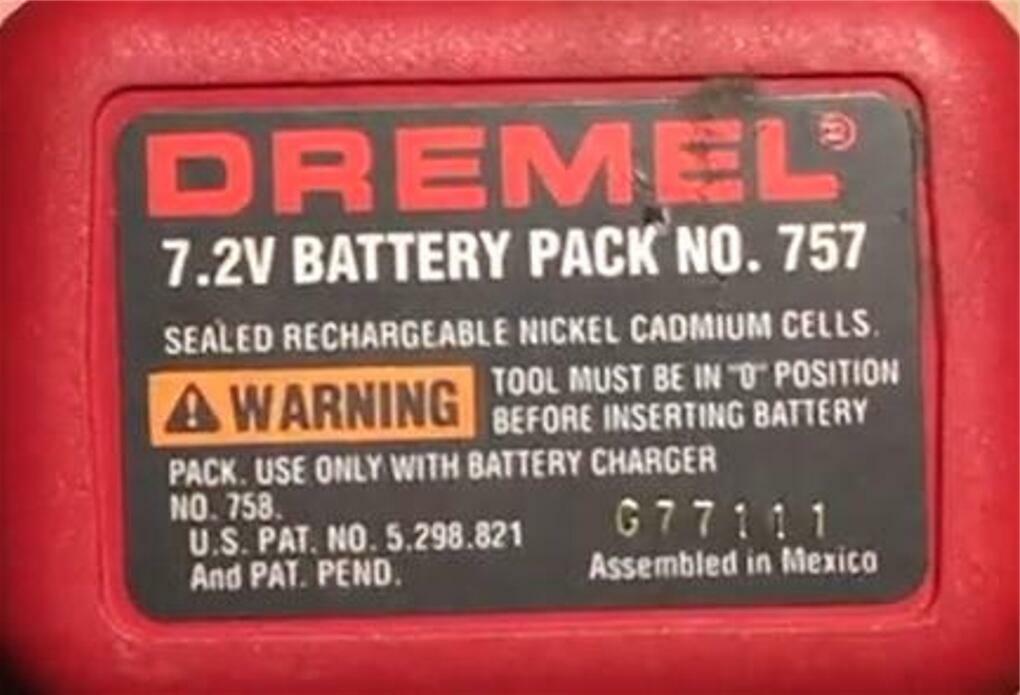 DREMEL®
7.2V BATTERY PACK NO. 757
SEALED RECHARGEABLE NICKEL CADMIUM CELLS.
⚠ WARNING TOOL MUST BE IN "0" POSITION
BEFORE INSERTING BATTERY
PACK. USE ONLY WITH BATTERY CHARGER
NO. 758.
U.S. PAT. NO. 5.298.821
And PAT. PEND.
G77111
Assembled in Mexico